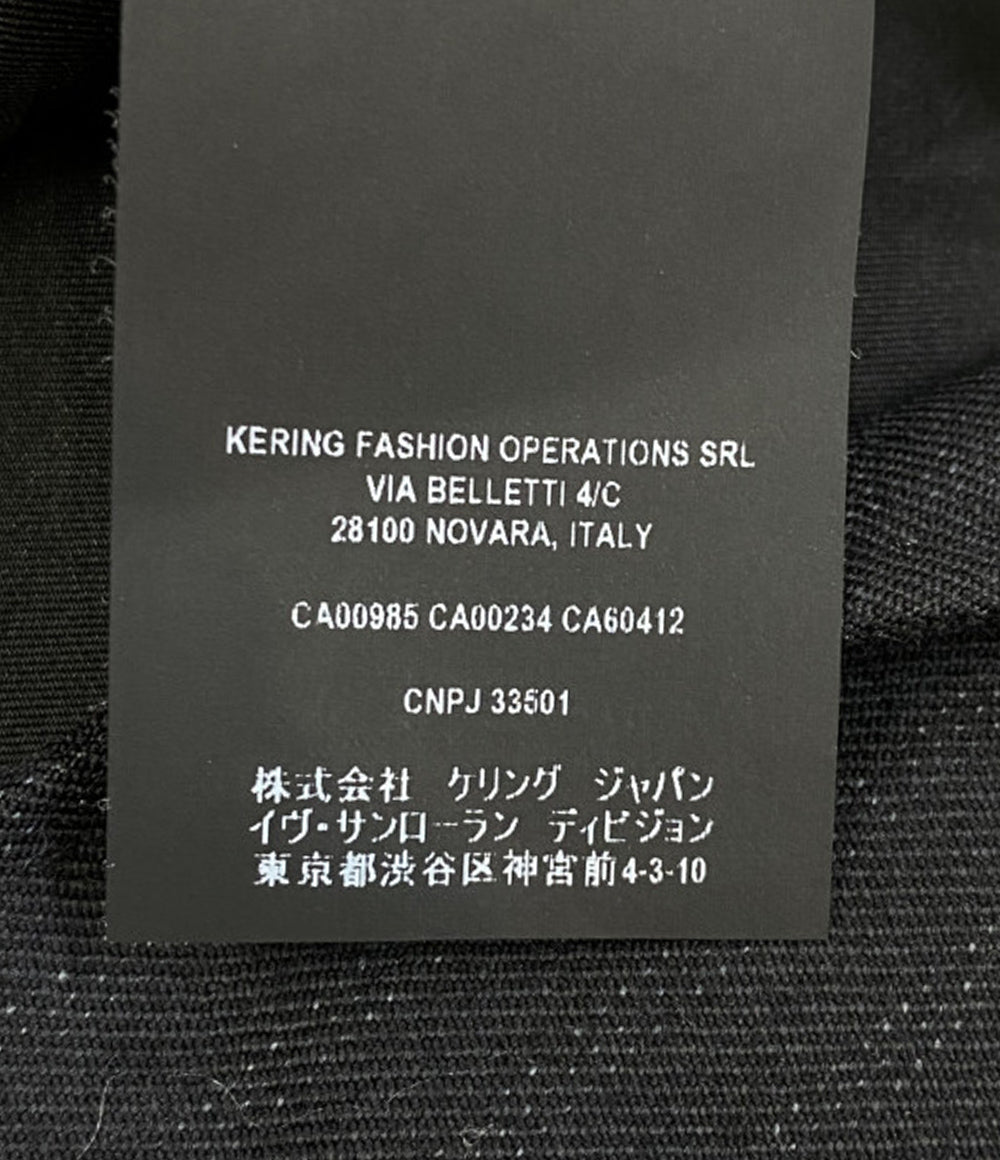 KERING FASHION OPERATIONS SRL
VIA BELLETTI 4/C
28100 NOVARA, ITALY
CA00985 CA00234 CA60412
CNPJ 33501
株式会社 ケリング ジャパン
イヴ・サンローラン ディビジョン
東京都渋谷区神宮前4-3-10